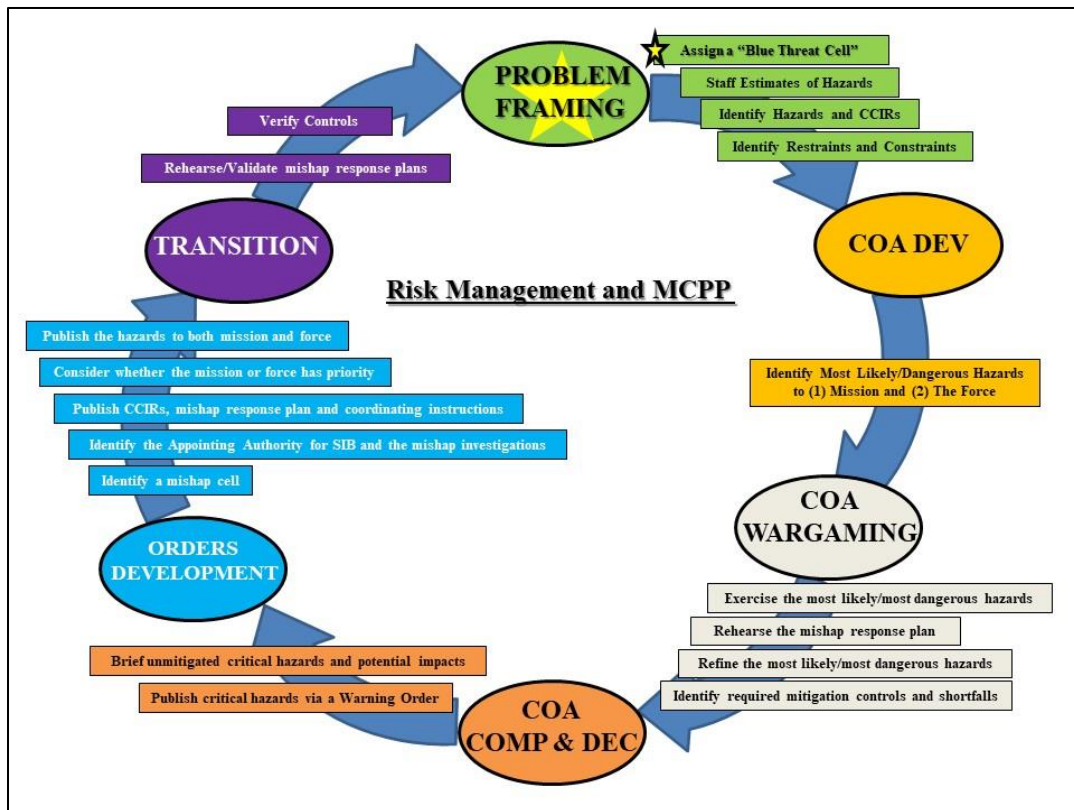 PROBLEM
FRAMING
Assign a “Blue Threat Cell”
Staff Estimates of Hazards
Identify Hazards and CCIRs
Identify Restraints and Constraints
COA DEV
Identify Most Likely/Dangerous Hazards
to (1) Mission and (2) The Force
COA
WARGAMING
Exercise the most likely/most dangerous hazards
Rehearse the mishap response plan
Refine the most likely/most dangerous hazards
Identify required mitigation controls and shortfalls
COA
COMP & DEC
Brief unmitigated critical hazards and potential impacts
Publish critical hazards via a Warning Order
ORDERS
DEVELOPMENT
Publish the hazards to both mission and force
Consider whether the mission or force has priority
Publish CCIRs, mishap response plan and coordinating instructions
Identify the Appointing Authority for SIB and the mishap investigations
Identify a mishap cell
TRANSITION
Verify Controls
Rehearse/Validate mishap response plans
Risk Management and MCPP